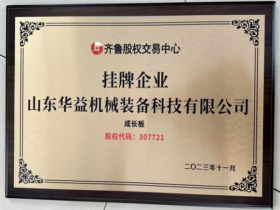 齐鲁股权交易中心
挂牌企业
山东华益机械装备科技有限公司
成长板
股权代码：307721
二〇二三年十一月